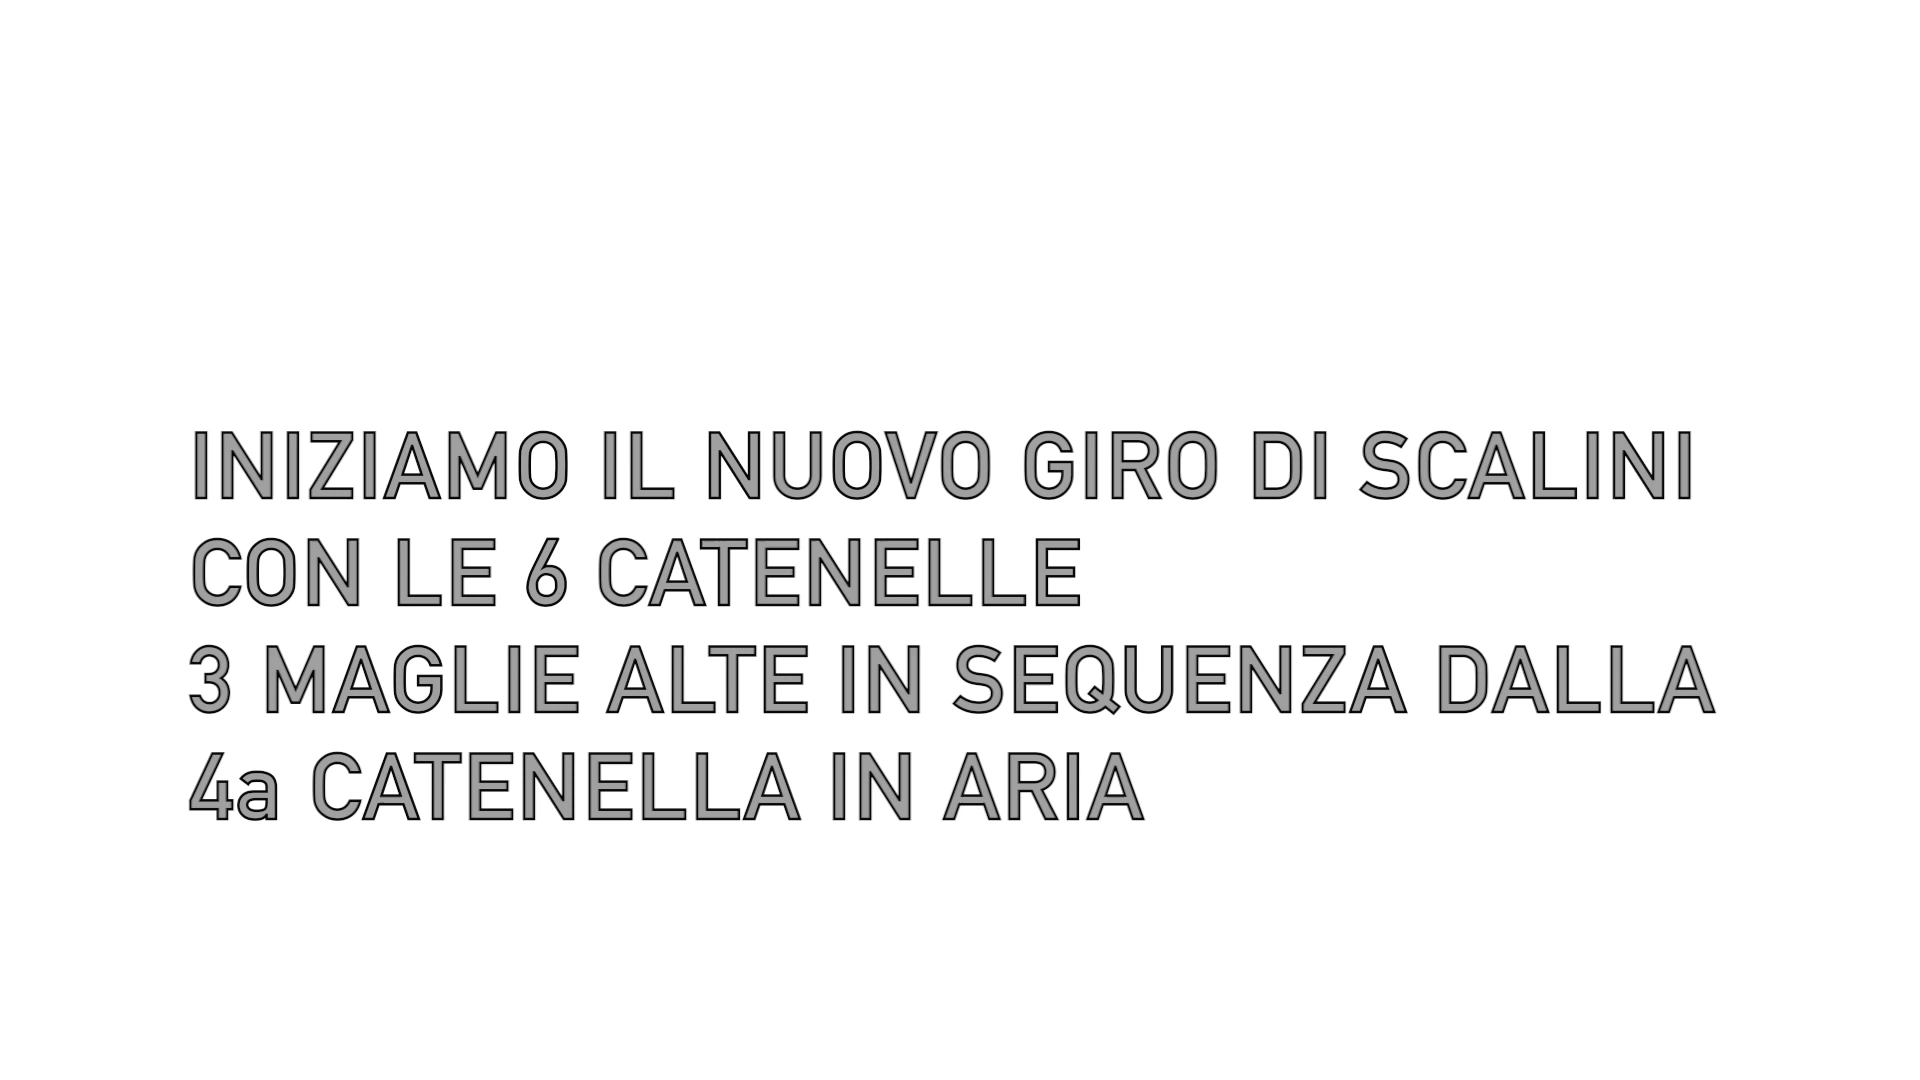 INIZIAMO IL NUOVO GIRO DI SCALINI
CON LE 6 CATENELLE
3 MAGLIE ALTE IN SEQUENZA DALLA
4a CATENELLA IN ARIA